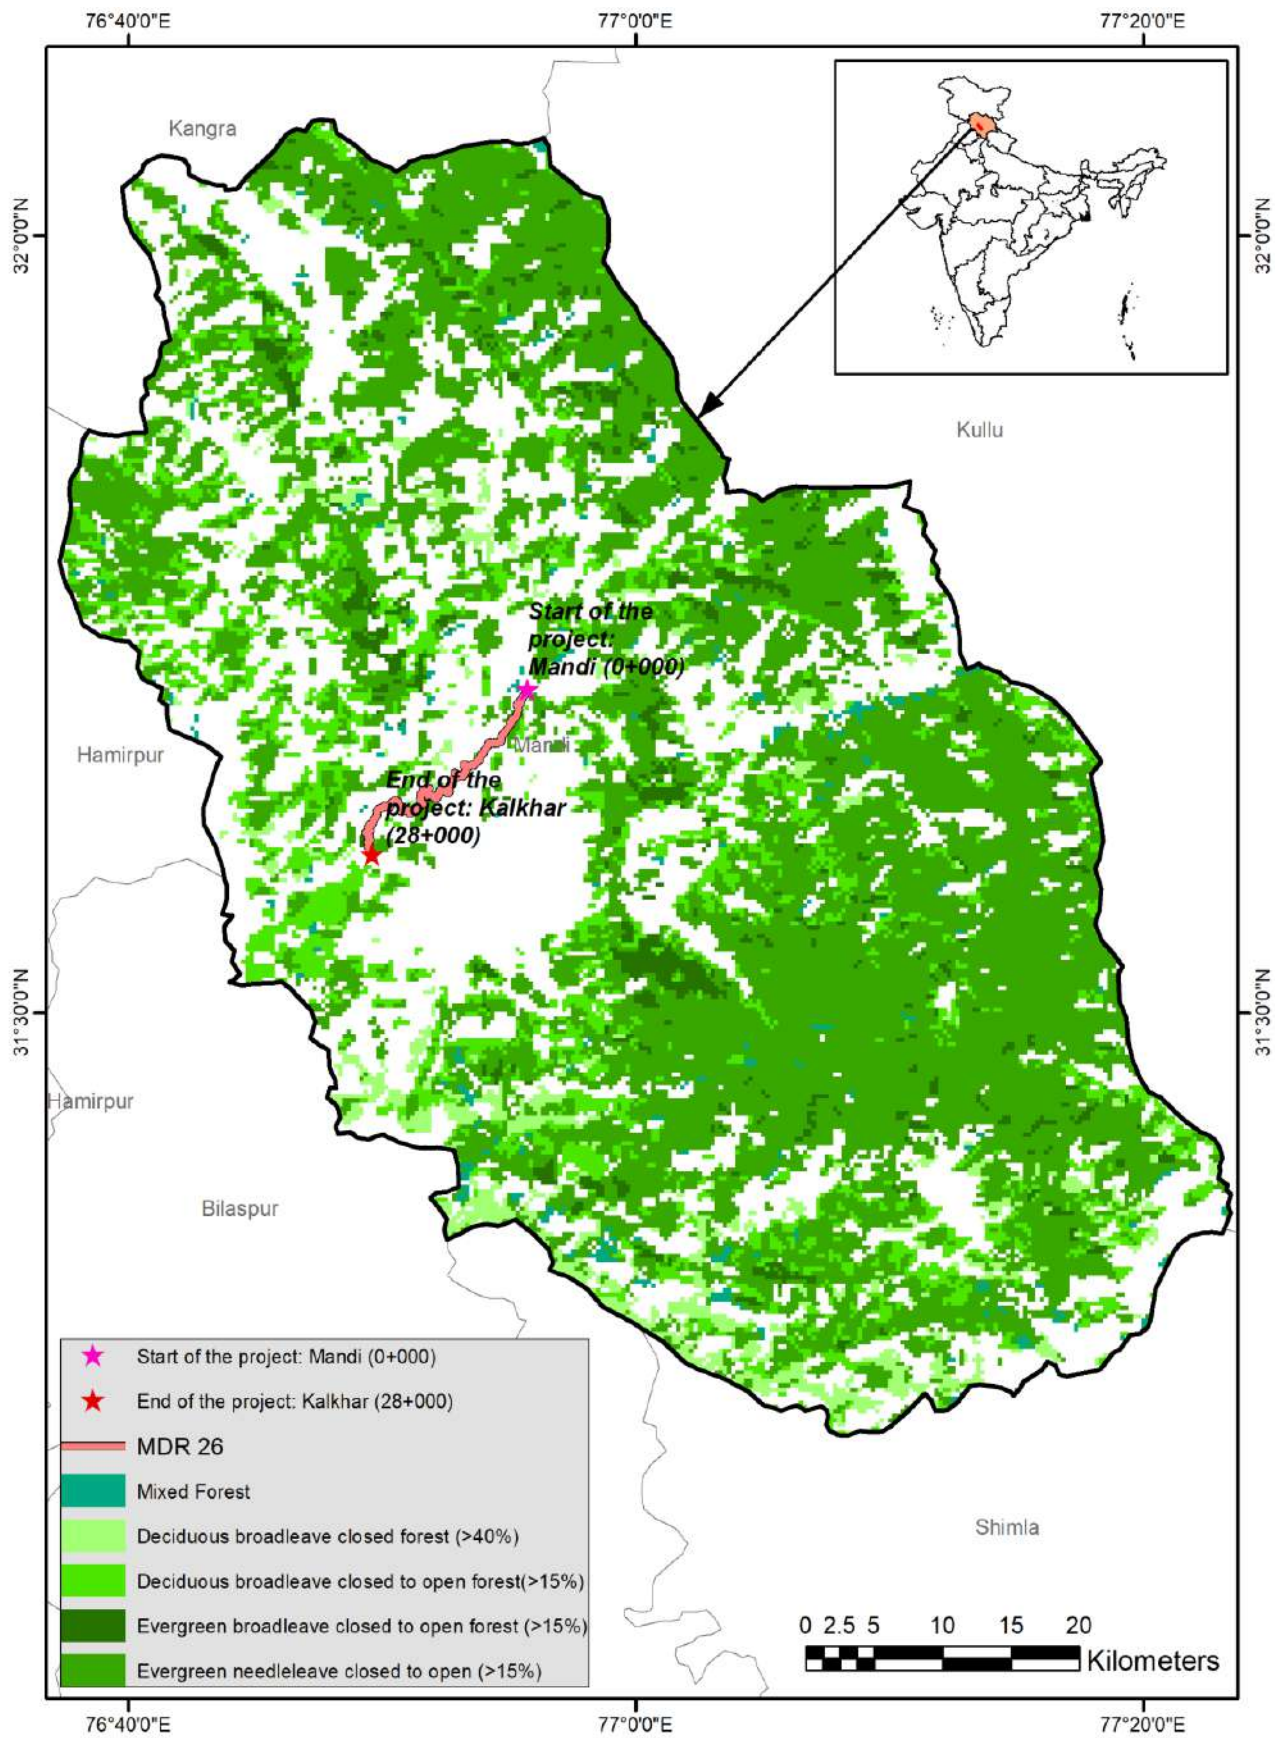 76°40'0"E
77°0'0"E
77°20'0"E
Kangra
32°0'0"N
32°0'0"N
Kullu
Start of the
project:
Mandi (0+000)
Mandi
Hamirpur
End of the
project: Kalkhar
(28+000)
31°30'0"N
31°30'0"N
Hamirpur
Bilaspur
Start of the project: Mandi (0+000)
End of the project: Kalkhar (28+000)
MDR 26
Mixed Forest
Deciduous broadleave closed forest (>40%)
Deciduous broadleave closed to open forest(>15%)
Evergreen broadleave closed to open forest (>15%)
Evergreen needleleave closed to open (>15%)
Shimla
0 2.5 5 10 15 20
Kilometers
76°40'0"E
77°0'0"E
77°20'0"E